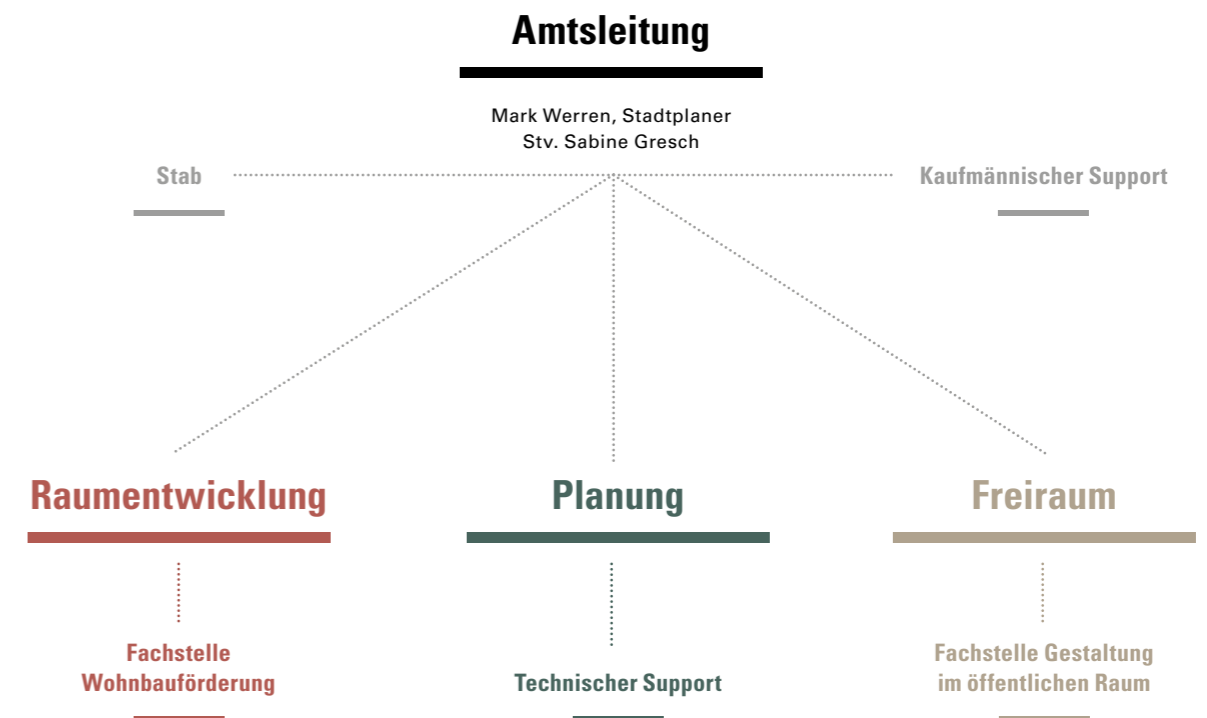 Amtsleitung
Mark Werren, Stadtplaner
Stv. Sabine Gresch
Stab
Kaufmännischer Support
Raumentwicklung
Planung
Freiraum
Fachstelle
Wohnbauförderung
Technischer Support
Fachstelle Gestaltung
im öffentlichen Raum